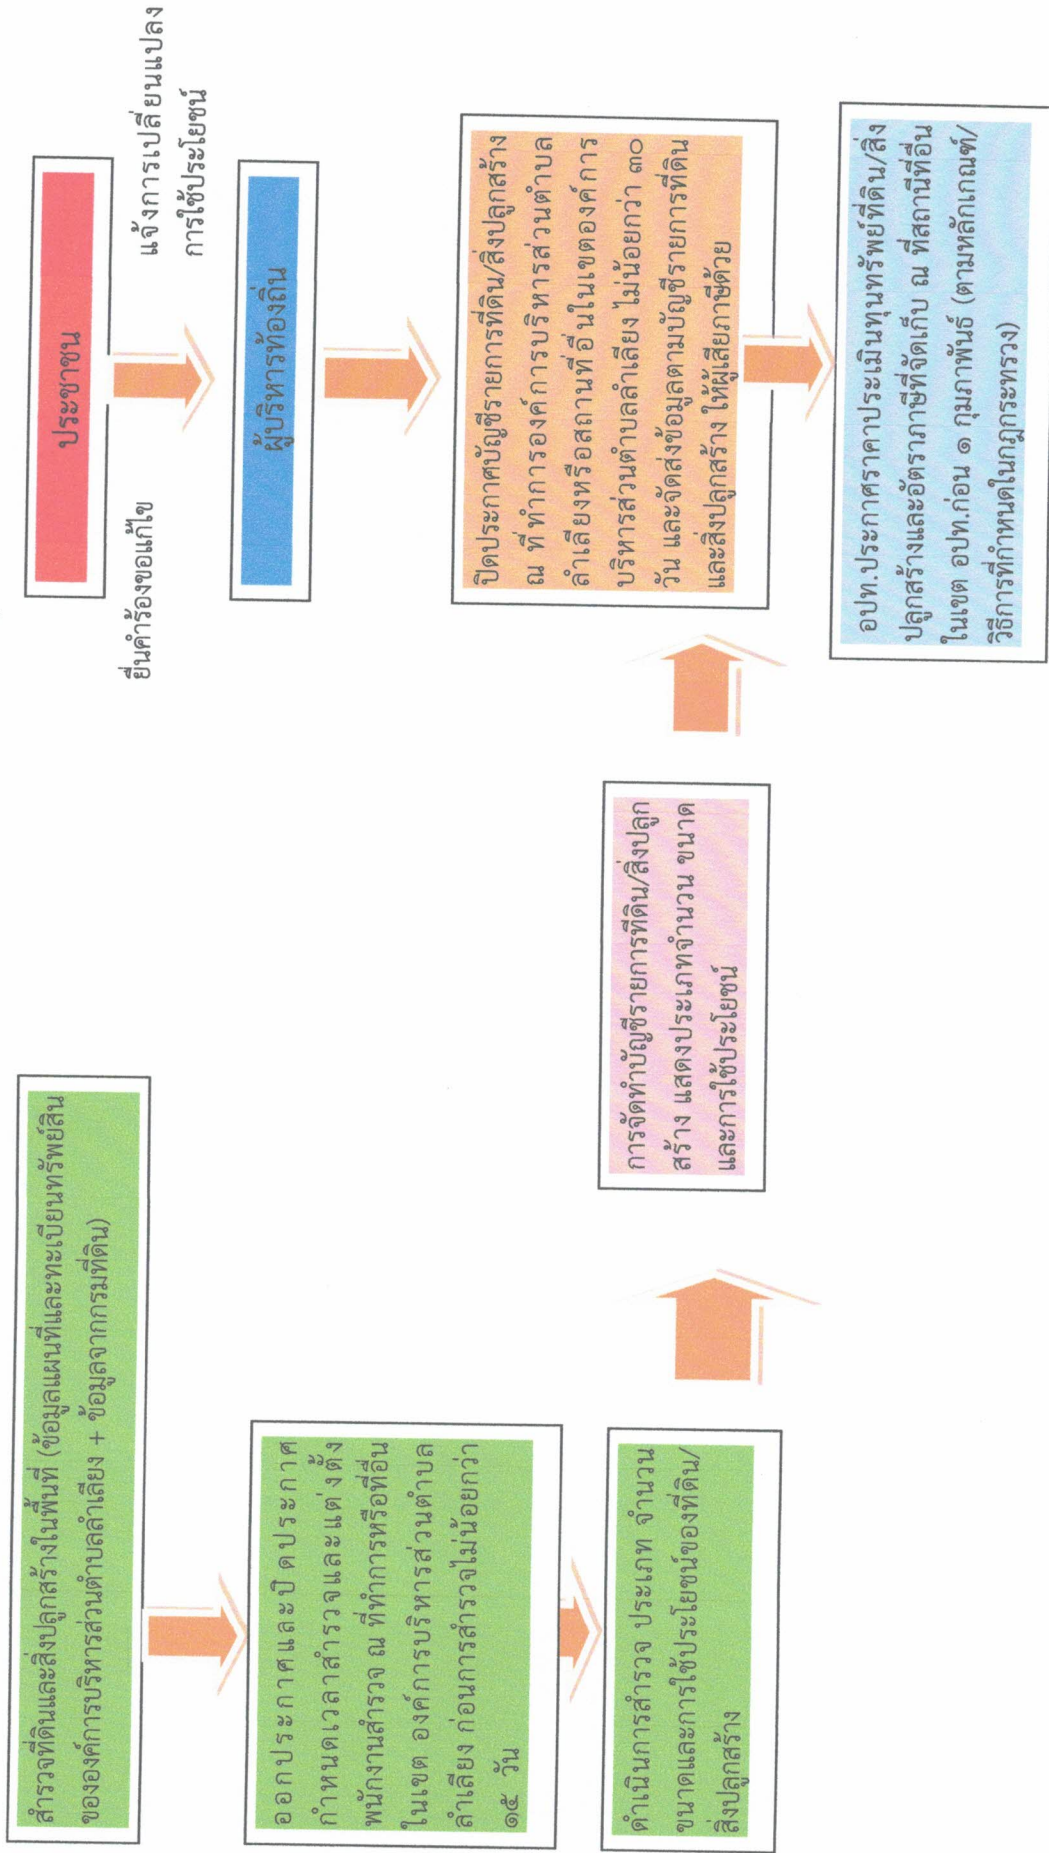 สำรวจที่ดินและสิ่งปลูกสร้างในพื้นที่ (ข้อมูลแผนที่และทะเบียนทรัพย์สิน
ขององค์การบริหารส่วนตำบลลำเลียง + ข้อมูลจากกรมที่ดิน)
ออกประกาศและปิดประกาศ
กำหนดเวลาสำรวจและแต่งตั้ง
พนักงานสำรวจ ณ ที่ทำการหรือที่อื่น
ในเขต องค์การบริหารส่วนตำบล
ลำเลียง ก่อนการสำรวจไม่น้อยกว่า
๑๕ วัน
ดำเนินการสำรวจ ประเภท จำนวน
ขนาดและการใช้ประโยชน์ของที่ดิน/
สิ่งปลูกสร้าง
การจัดทำบัญชีรายการที่ดิน/สิ่งปลูก
สร้าง แสดงประเภทจำนวน ขนาด
และการใช้ประโยชน์
ประชาชน
ยื่นคำร้องขอแก้ไข
แจ้งการเปลี่ยนแปลง
การใช้ประโยชน์
ผู้บริหารท้องถิ่น
ปิดประกาศบัญชีรายการที่ดิน/สิ่งปลูกสร้าง
ณ ที่ทำการองค์การบริหารส่วนตำบล
ลำเลียงหรือสถานที่อื่นในเขตองค์การ
บริหารส่วนตำบลลำเลียง ไม่น้อยกว่า ๓๐
วัน และจัดส่งข้อมูลตามบัญชีรายการที่ดิน
และสิ่งปลูกสร้าง ให้ผู้เสียภาษีด้วย
อปท.ประกาศราคาประเมินทุนทรัพย์ที่ดิน/สิ่ง
ปลูกสร้างและอัตราภาษีที่จัดเก็บ ณ ที่สถานที่อื่น
ในเขต อปท.ก่อน ๑ กุมภาพันธ์ (ตามหลักเกณฑ์/
วิธีการที่กำหนดในกฎกระทรวง)